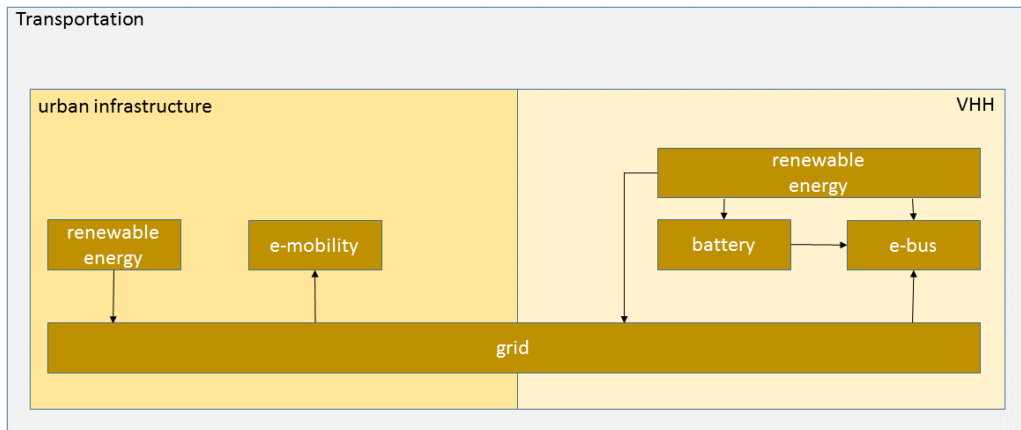 Transportation
urban infrastructure
VHH
renewable
energy
renewable
energy
e-mobility
battery
e-bus
grid